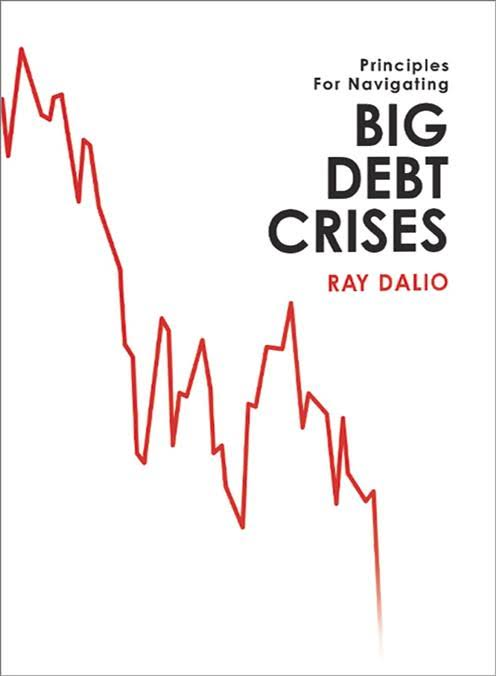 Principles
For Navigating
BIG
DEBT
CRISES
RAY DALIO